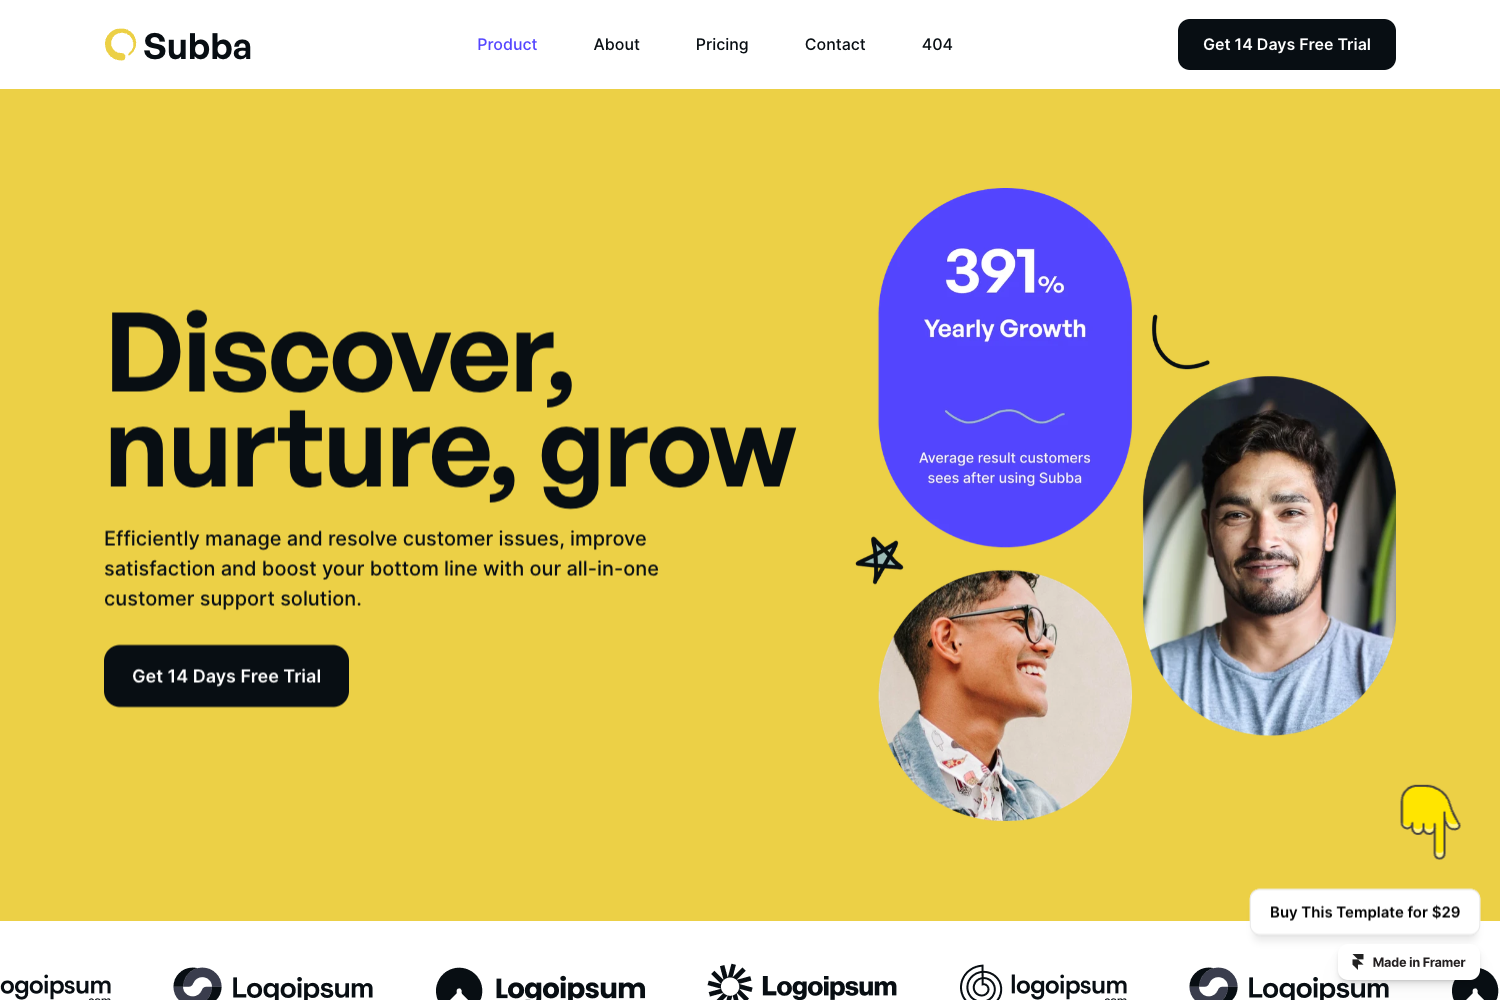 Subba
Product
About
Pricing
Contact
404
Get 14 Days Free Trial
Discover,
nurture, grow
Efficiently manage and resolve customer issues, improve
satisfaction and boost your bottom line with our all-in-one
customer support solution.
Get 14 Days Free Trial
391%
Yearly Growth
Average result customers
sees after using Subba
Buy This Template for $29
Made in Framer
ogoipsum
Logoipsum
Logoipsum
Logoipsum
logoipsum
Logoipsum